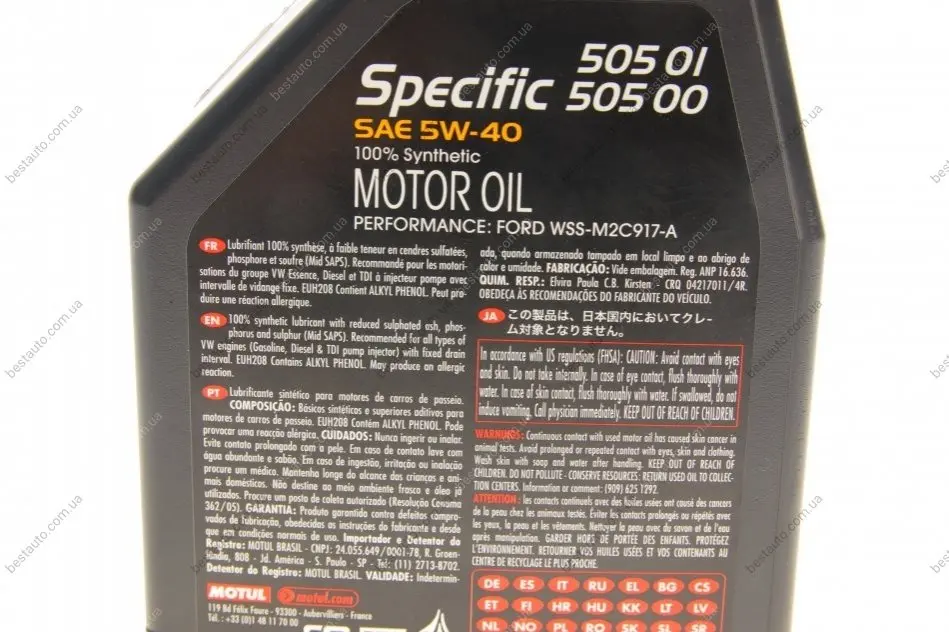 505 01
Specific 505 00
SAE 5W-40
100% Synthetic
MOTOR OIL
PERFORMANCE: FORD WSS-M2C917-A
FR Lubrifiant 100% synthèse, à faible teneur en cendres sulfatées,
phosphore et soufre (Mid SAPS). Recommandé pour les motori-
sations du groupe VW Essence, Diesel et TDI à injecteur pompe avec
intervalle de vidange fixe. EUH208 Contient ALKYL PHENOL. Peut pro-
duire une réaction allergique.
EN 100% synthetic lubricant with reduced sulphated ash, phos-
phorus and sulphur (Mid SAPS). Recommended for all types of
VW engines (Gasoline, Diesel & TDI pump injector) with fixed drain
interval. EUH208 Contains ALKYL PHENOL. May produce an allergic
reaction.
PT Lubrificante sintético para motores de carros de passeio.
COMPOSIÇÃO: Básicos sintéticos e superiores aditivos para
motores de carros de passeio. EUH208 Contém ALKYL PHENOL. Pode
provocar uma reacção alérgica. CUIDADOS: Nunca ingerir ou inalar.
Evite contato prolongado com a pele. Em caso de contato lave com
água abundante e sabão. Em caso de ingestão, irritação ou inalação
procure um médico. Mantenha longe do alcance das crianças e ani-
mais domésticos. Não destine ao meio ambiente frasco e óleo já
utilizados. Procure um posto de coleta autorizado (Resolução Conama
362/05). GARANTIA: Produto garantido contra defeitos compro-
vados de fabricação, obedecidas as instruções do fabricante e desde
que em condições normais de uso. Importador e Detentor do
Registro: MOTUL BRASIL - CNPJ: 24.055.649/0001-78, R. Groen-
lândia, 808 - Jd. América - S. Paulo - SP - Tel: (11) 2713-8702.
Detentor do Registro: MOTUL BRASIL. VALIDADE: Indetermin-
ada, quando armazenado tampado em local limpo e ao abrigo de
calor e umidade. FABRICAÇÃO: Vide embalagem. Reg. ANP 16.636.
QUIM. RESP.: Elvira Paula C.B. Kirsten - CRQ 04217011/4R.
OBEDEÇA ÀS RECOMENDAÇÕES DO FABRICANTE DO VEÍCULO.
JA この製品は、日本国内においてクレー
ム対象となりません。
In accordance with US regulations (FHSA): CAUTION: Avoid contact with eyes
and skin. Do not take internally. In case of eye contact, flush thoroughly with
water. In case of skin contact, flush thoroughly with water. If swallowed, do not
induce vomiting. Call physician immediately. KEEP OUT OF REACH OF CHILDREN.
WARNINGS: Continuous contact with used motor oil has caused skin cancer in
animal tests. Avoid prolonged or repeated contact with eyes, skin and clothing.
Wash skin with soap and water after handling. KEEP OUT OF REACH OF
CHILDREN. DO NOT POLLUTE - CONSERVE RESOURCES: RETURN USED OIL TO COLLEC-
TION CENTERS. Information or comment: (909) 625 1292.
ATTENTION : les contacts continuels avec des huiles usées ont causé des cancers
de la peau chez les animaux testés. Eviter les contacts prolongés ou répétés avec
les yeux, la peau et les vêtements. Nettoyer la peau avec du savon et de l'eau
après manipulation. GARDER HORS DE PORTÉE DES ENFANTS. PROTÉGEZ
L'ENVIRONNEMENT. RETOURNER VOS HUILES USÉES ET VOS CONTENANTS AU
CENTRE DE RECYCLAGE LE PLUS PROCHE.
MOTUL motul.com
119 Bd Félix Faure - 93300 - Aubervilliers - France
Tél. : +33 (0)1 48 11 70 00
DE ES IT RU EL BG CS
ET FI HR HU KK LT LV
NL NO PL RO SK SL SR
bestauto.com.ua